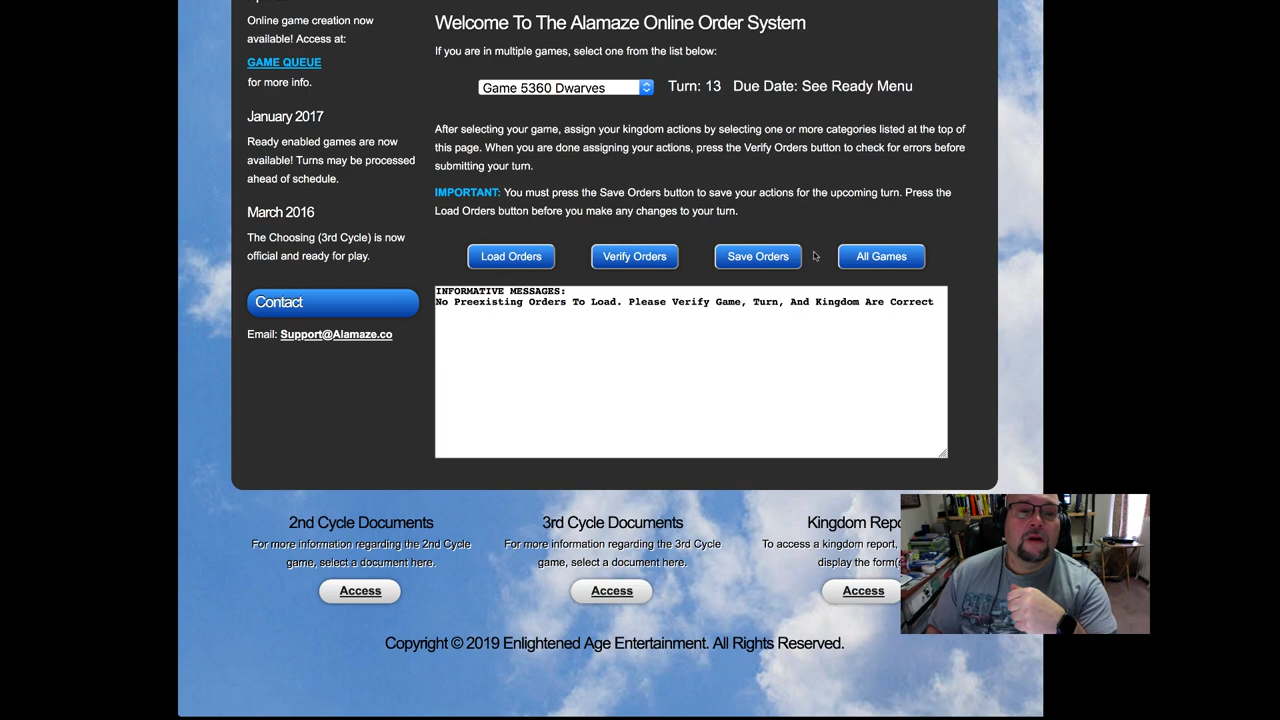 Online game creation now
available! Access at:
GAME QUEUE
for more info.
January 2017
Ready enabled games are now
available! Turns may be processed
ahead of schedule.
March 2016
The Choosing (3rd Cycle) is now
official and ready for play.
Contact
Email: Support@Alamaze.co
Welcome To The Alamaze Online Order System
If you are in multiple games, select one from the list below:
Game 5360 Dwarves Turn: 13 Due Date: See Ready Menu
After selecting your game, assign your kingdom actions by selecting one or more categories listed at the top of
this page. When you are done assigning your actions, press the Verify Orders button to check for errors before
submitting your turn.
IMPORTANT: You must press the Save Orders button to save your actions for the upcoming turn. Press the
Load Orders button before you make any changes to your turn.
Load Orders Verify Orders Save Orders All Games
INFORMATIVE MESSAGES:
No Preexisting Orders To Load. Please Verify Game, Turn, And Kingdom Are Correct
2nd Cycle Documents
For more information regarding the 2nd Cycle
game, select a document here.
Access
3rd Cycle Documents
For more information regarding the 3rd Cycle
game, select a document here.
Access
Kingdom
To access a kingdom report,
display the
Access
Copyright © 2019 Enlightened Age Entertainment. All Rights Reserved.